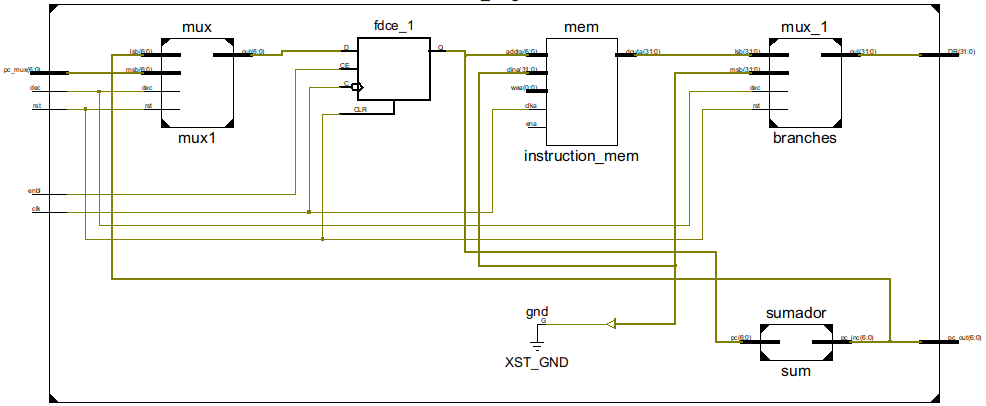 mux
fdce_1
mem
mux_1
lsb(6:0)
out(6:0)
D
Q
addra(6:0)
douta(31:0)
lsb(31:0)
out(31:0)
DR(31:0)
pc_mux(6:0)
msb(6:0)
CE
dina(31:0)
msb(31:0)
dec
dec
C
wea(0:0)
dec
rst
rst
CLR
clka
rst
ena
mux1
instruction_mem
branches
enbl
clk
gnd
G
XST_GND
sumador
pc(6:0)
pc_inc(6:0)
pc_out(6:0)
sum